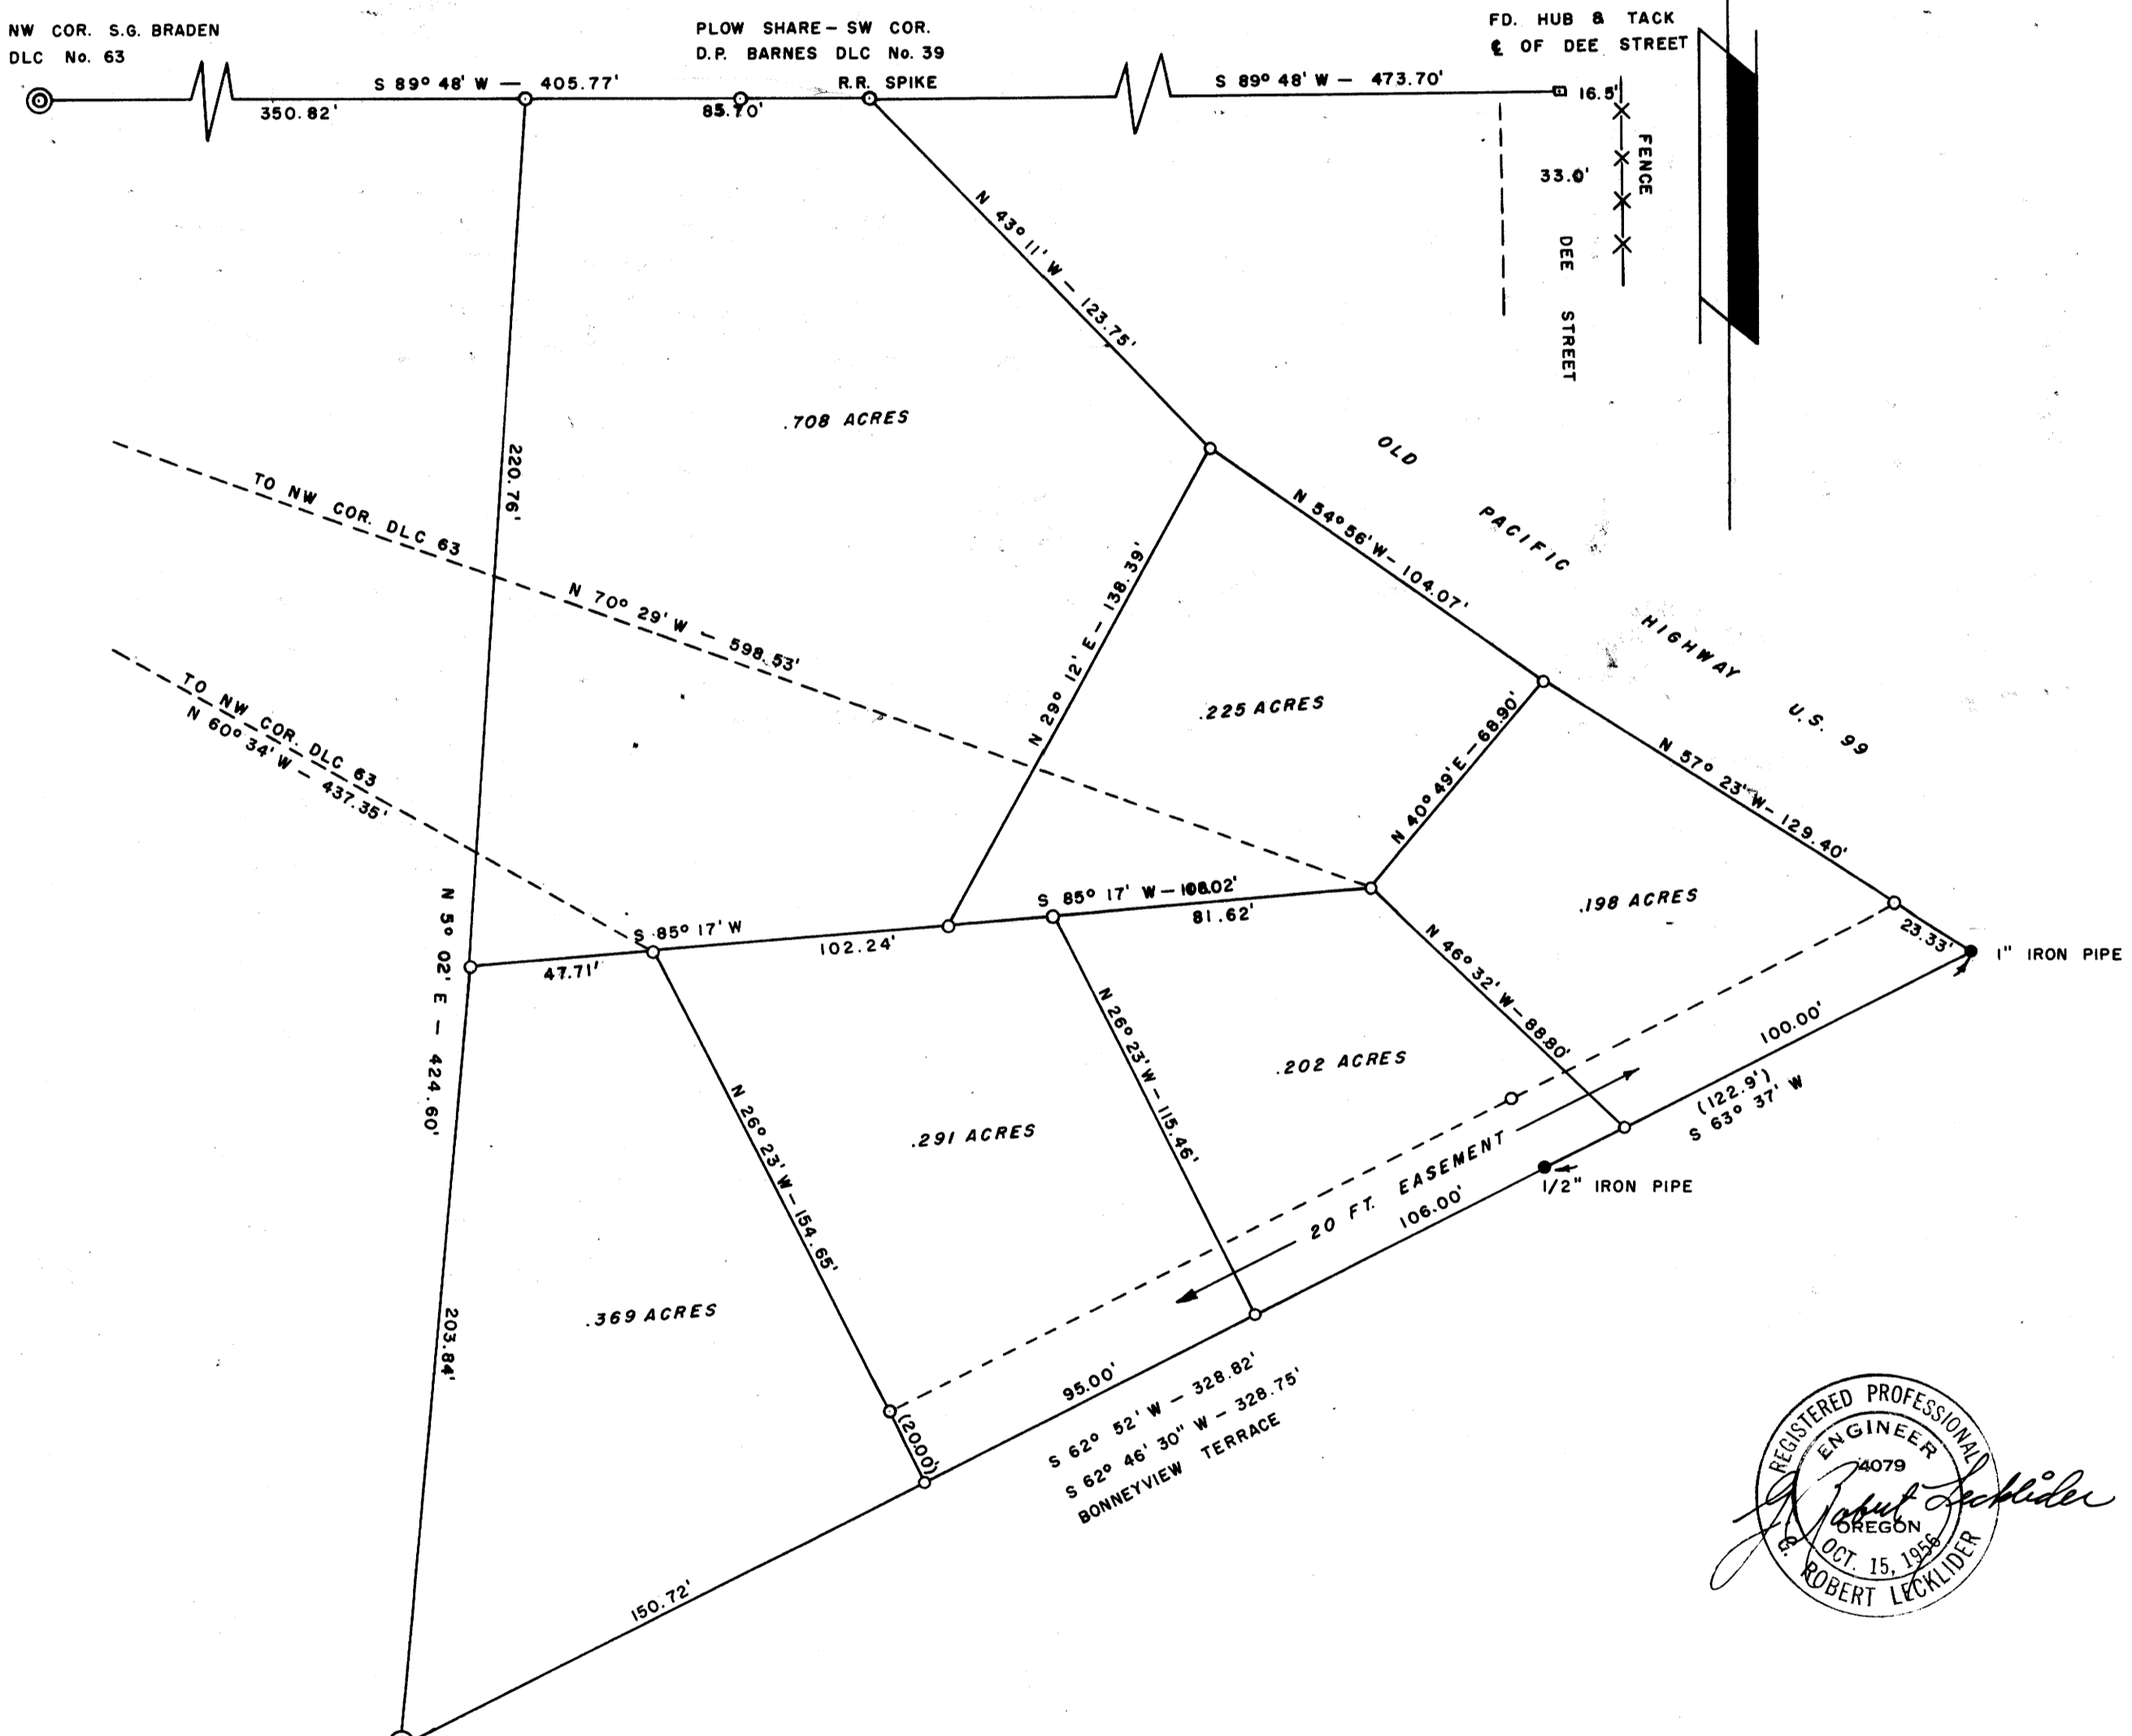 NW COR. S.G. BRADEN
DLC No. 63
PLOW SHARE – SW COR.
D.P. BARNES DLC No. 39
R.R. SPIKE
FD. HUB & TACK
℄ OF DEE STREET
S 89° 48' W — 405.77'
350.82'
S 89° 48' W — 473.70'
16.5'
33.0'
FENCE
DEE STREET
N 43° 11' W — 123.75'
.708 ACRES
220.76'
OLD PACIFIC HIGHWAY U.S. 99
TO NW COR. DLC 63
N 70° 29' W — 598.53'
N 54° 56' W — 104.07'
N 29° 12' E — 138.39'
TO NW COR. DLC 63
N 60° 34' W — 437.35'
.225 ACRES
N 40° 49' E — 68.90'
N 57° 23' W — 129.40'
.198 ACRES
23.33'
1" IRON PIPE
S 85° 17' W
47.71'
102.24'
S 85° 17' W —
81.62'
N 5° 02' E — 424.60'
N 46° 32' W — 88.80'
N 26° 23' W — 115.46'
N 26° 23' W — 154.65'
.202 ACRES
.291 ACRES
.369 ACRES
100.00'
(122.9')
S 63° 37' W
20 FT. EASEMENT
106.00'
1/2" IRON PIPE
203.84'
(20.00')
95.00'
S 62° 52' W — 328.82'
S 62° 46' 30" W — 328.75'
BONNEYVIEW TERRACE
150.72'
REGISTERED PROFESSIONAL
ENGINEER
4079
Robert Lecklider
OREGON
OCT. 15, 1956
ROBERT LECKLIDER